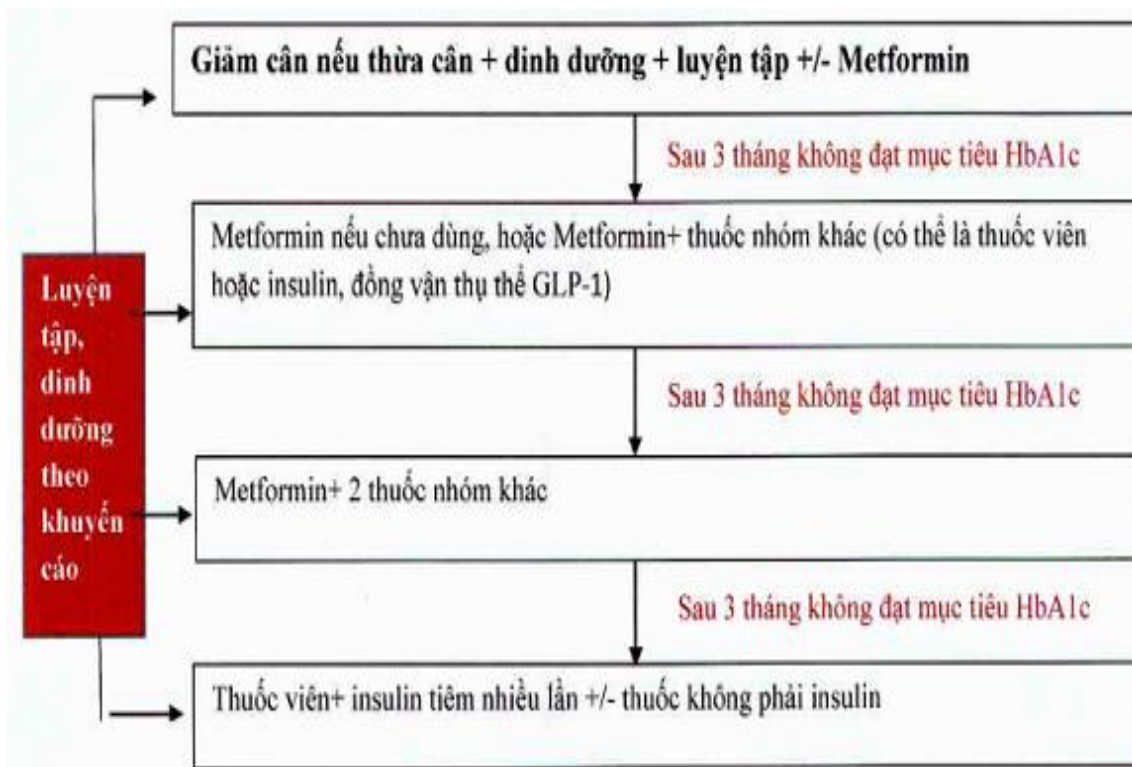 Giảm cân nếu thừa cân + dinh dưỡng + luyện tập +/- Metformin
Sau 3 tháng không đạt mục tiêu HbA1c
Metformin nếu chưa dùng, hoặc Metformin+ thuốc nhóm khác (có thể là thuốc viên
hoặc insulin, đồng vận thụ thể GLP-1)
Luyện
tập,
dinh
dưỡng
theo
khuyến
cáo
Sau 3 tháng không đạt mục tiêu HbA1c
Metformin+ 2 thuốc nhóm khác
Sau 3 tháng không đạt mục tiêu HbA1c
Thuốc viên+ insulin tiêm nhiều lần +/- thuốc không phải insulin